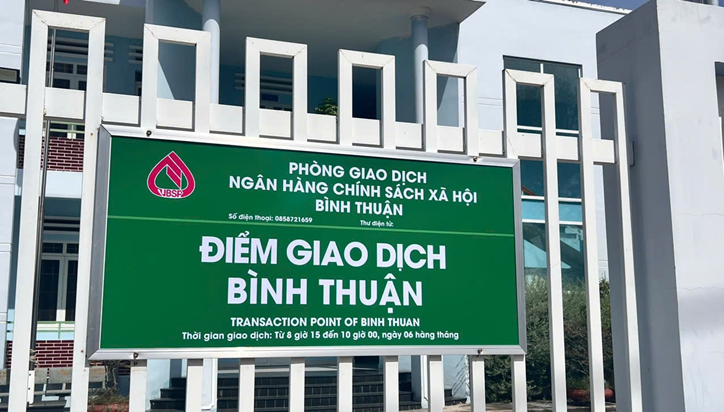 VBSP
PHÒNG GIAO DỊCH
NGÂN HÀNG CHÍNH SÁCH XÃ HỘI
BÌNH THUẬN
Số điện thoại: 0858721659 Thư điện tử:
ĐIỂM GIAO DỊCH
BÌNH THUẬN
TRANSACTION POINT OF BINH THUAN
Thời gian giao dịch: Từ 8 giờ 15 đến 10 giờ 00, ngày 06 hàng tháng